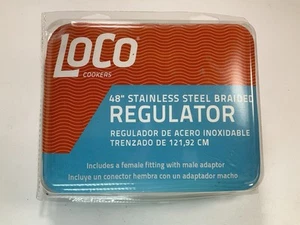 LOCO
COOKERS
48" STAINLESS STEEL BRAIDED
REGULATOR
REGULADOR DE ACERO INOXIDABLE
TRENZADO DE 121,92 CM
Includes a female fitting with male adaptor
Incluye un conector hembra con un adaptador macho